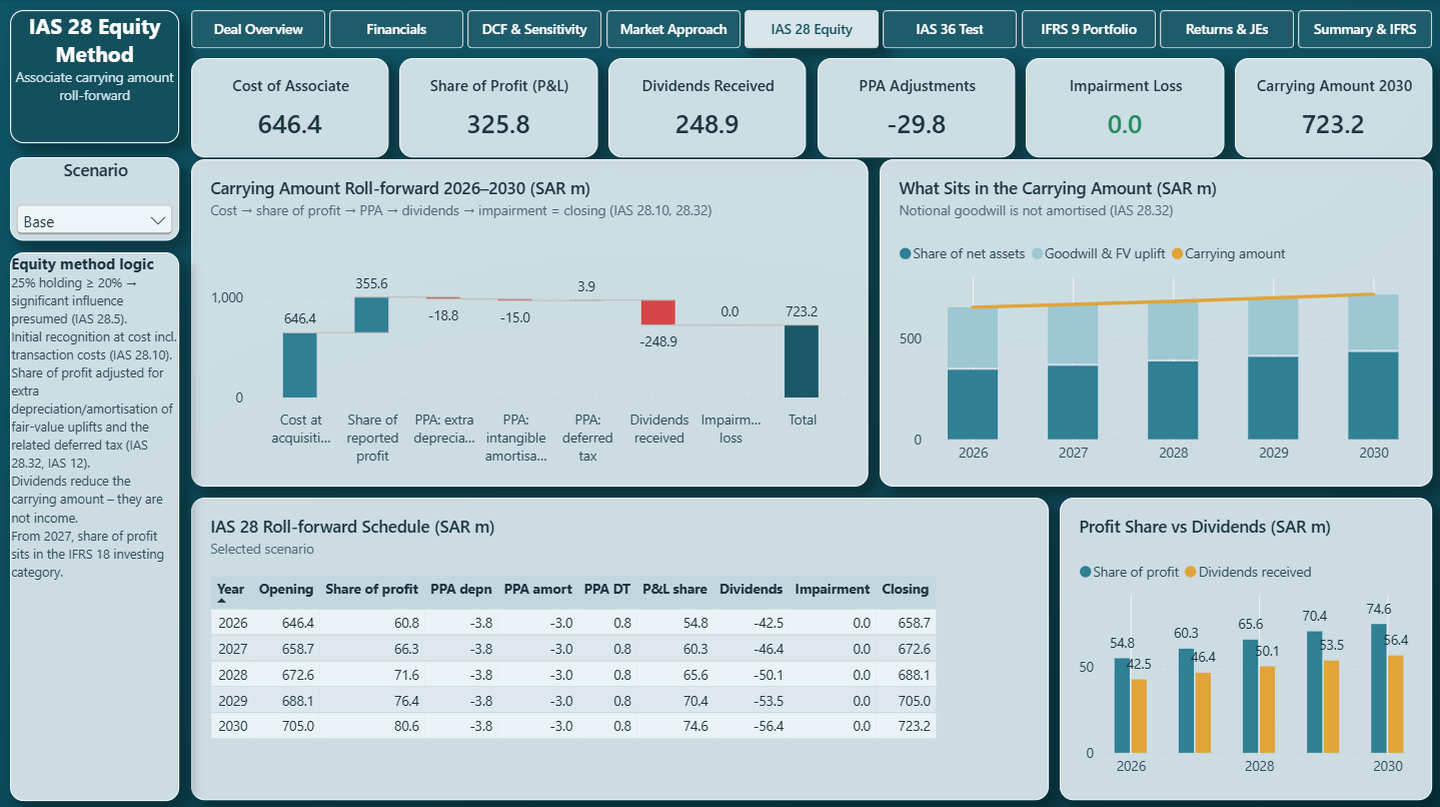 IAS 28 Equity
Method
Associate carrying amount
roll-forward
Deal Overview
Financials
DCF & Sensitivity
Market Approach
IAS 28 Equity
IAS 36 Test
IFRS 9 Portfolio
Returns & JEs
Summary & IFRS
Cost of Associate
646.4
Share of Profit (P&L)
325.8
Dividends Received
248.9
PPA Adjustments
-29.8
Impairment Loss
0.0
Carrying Amount 2030
723.2
Scenario
Base
Equity method logic
25% holding ≥ 20% →
significant influence
presumed (IAS 28.5).
Initial recognition at cost incl.
transaction costs (IAS 28.10).
Share of profit adjusted for
extra
depreciation/amortisation of
fair-value uplifts and the
related deferred tax (IAS
28.32, IAS 12).
Dividends reduce the
carrying amount – they are
not income.
From 2027, share of profit
sits in the IFRS 18 investing
category.
Carrying Amount Roll-forward 2026–2030 (SAR m)
Cost → share of profit → PPA → dividends → impairment = closing (IAS 28.10, 28.32)
1,000
0
646.4
355.6
-18.8
-15.0
3.9
-248.9
0.0
723.2
Cost at
acquisiti...
Share of
reported
profit
PPA: extra
deprecia...
PPA:
intangible
amortisa...
PPA:
deferred
tax
Dividends
received
Impairm...
loss
Total
What Sits in the Carrying Amount (SAR m)
Notional goodwill is not amortised (IAS 28.32)
Share of net assets Goodwill & FV uplift Carrying amount
500
0
2026 2027 2028 2029 2030
IAS 28 Roll-forward Schedule (SAR m)
Selected scenario
Year Opening Share of profit PPA depn PPA amort PPA DT P&L share Dividends Impairment Closing
2026 646.4 60.8 -3.8 -3.0 0.8 54.8 -42.5 0.0 658.7
2027 658.7 66.3 -3.8 -3.0 0.8 60.3 -46.4 0.0 672.6
2028 672.6 71.6 -3.8 -3.0 0.8 65.6 -50.1 0.0 688.1
2029 688.1 76.4 -3.8 -3.0 0.8 70.4 -53.5 0.0 705.0
2030 705.0 80.6 -3.8 -3.0 0.8 74.6 -56.4 0.0 723.2
Profit Share vs Dividends (SAR m)
Share of profit Dividends received
50
0
54.8
42.5
60.3
46.4
65.6
50.1
70.4
53.5
74.6
56.4
2026 2028 2030